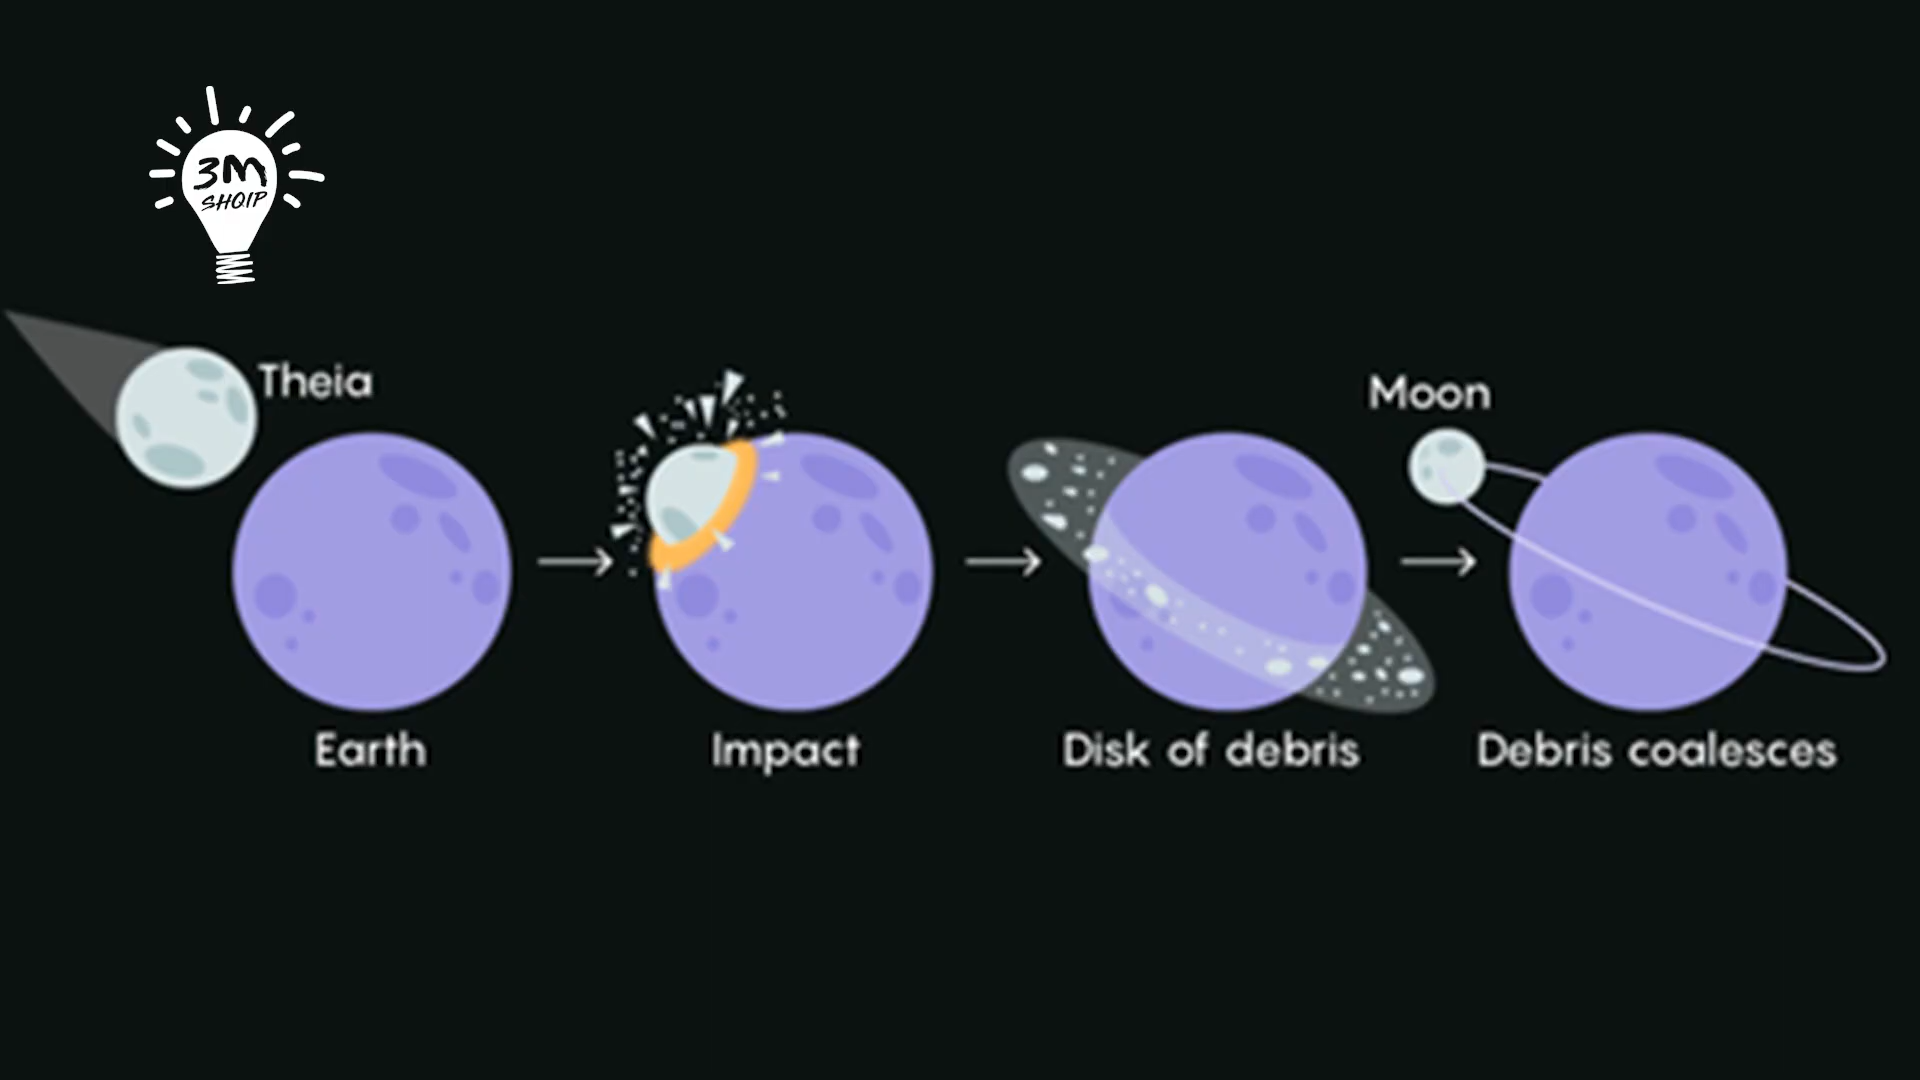 3M
SHQIP
Theia
Moon
Earth
Impact
Disk of debris
Debris coalesces